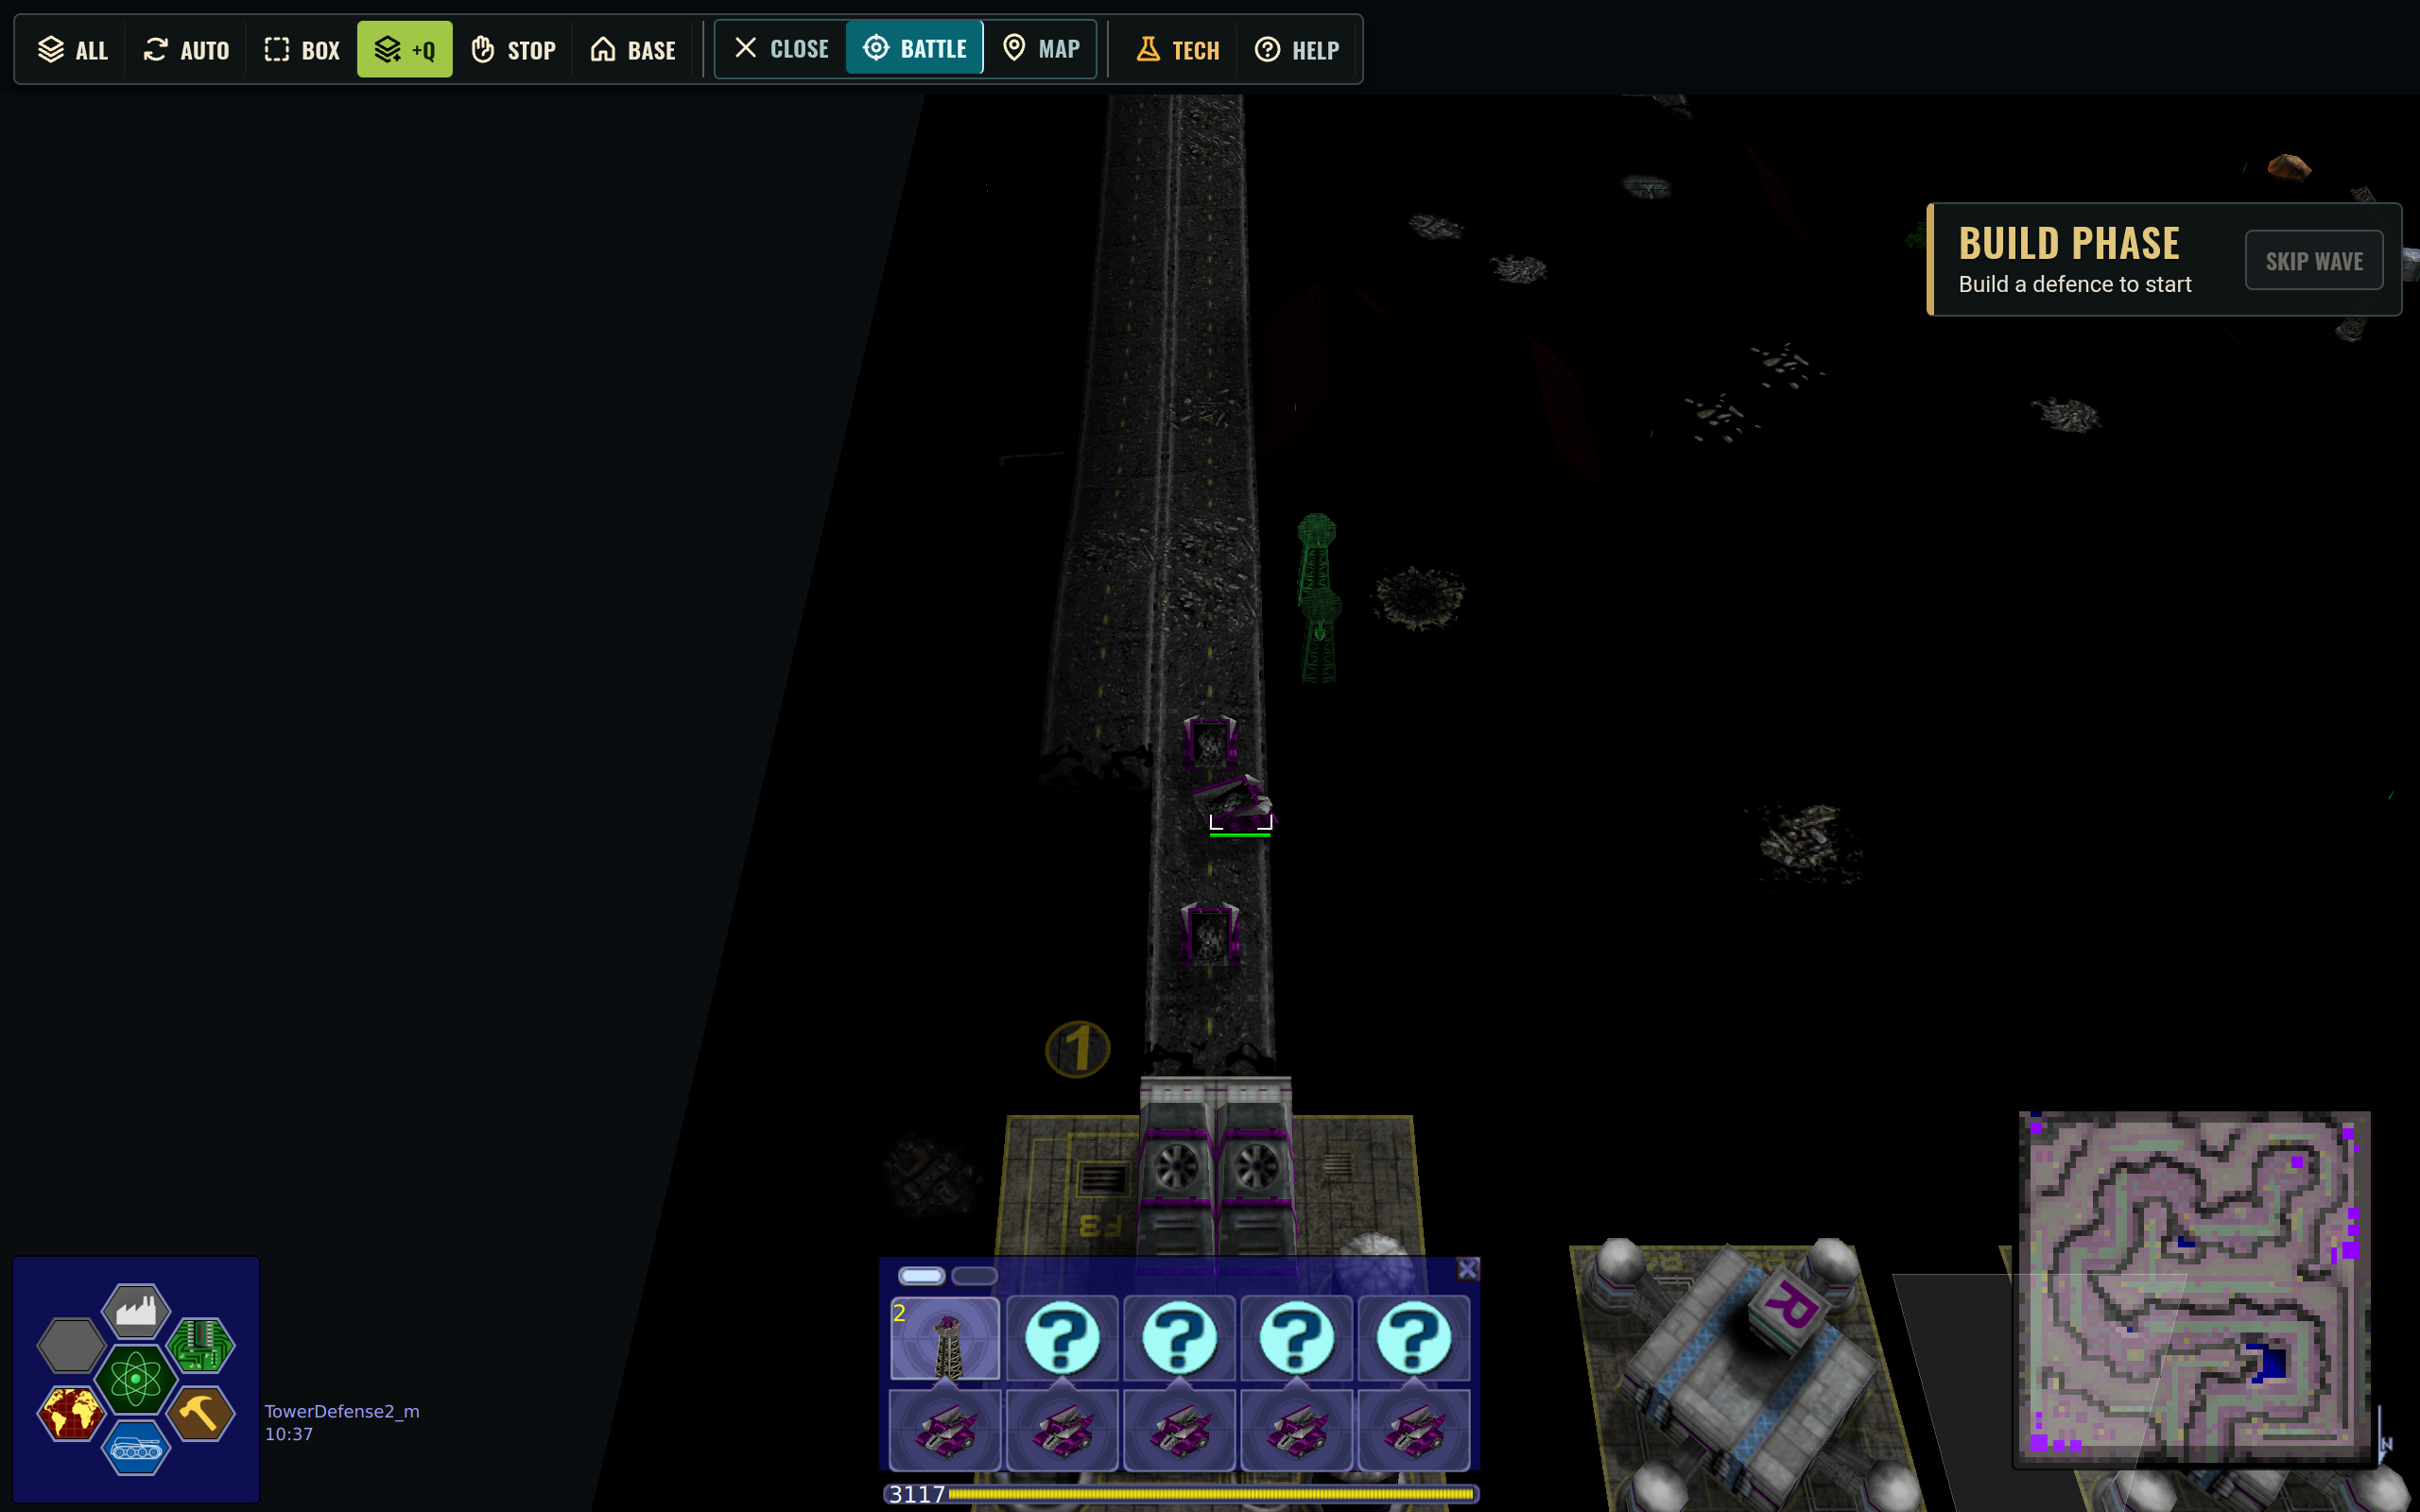 ALL
AUTO
BOX
+Q
STOP
BASE
CLOSE
BATTLE
MAP
TECH
HELP
BUILD PHASE
Build a defence to start
SKIP WAVE
1
F3
R
2
?
?
?
?
TowerDefense2_m
10:37
3117
N